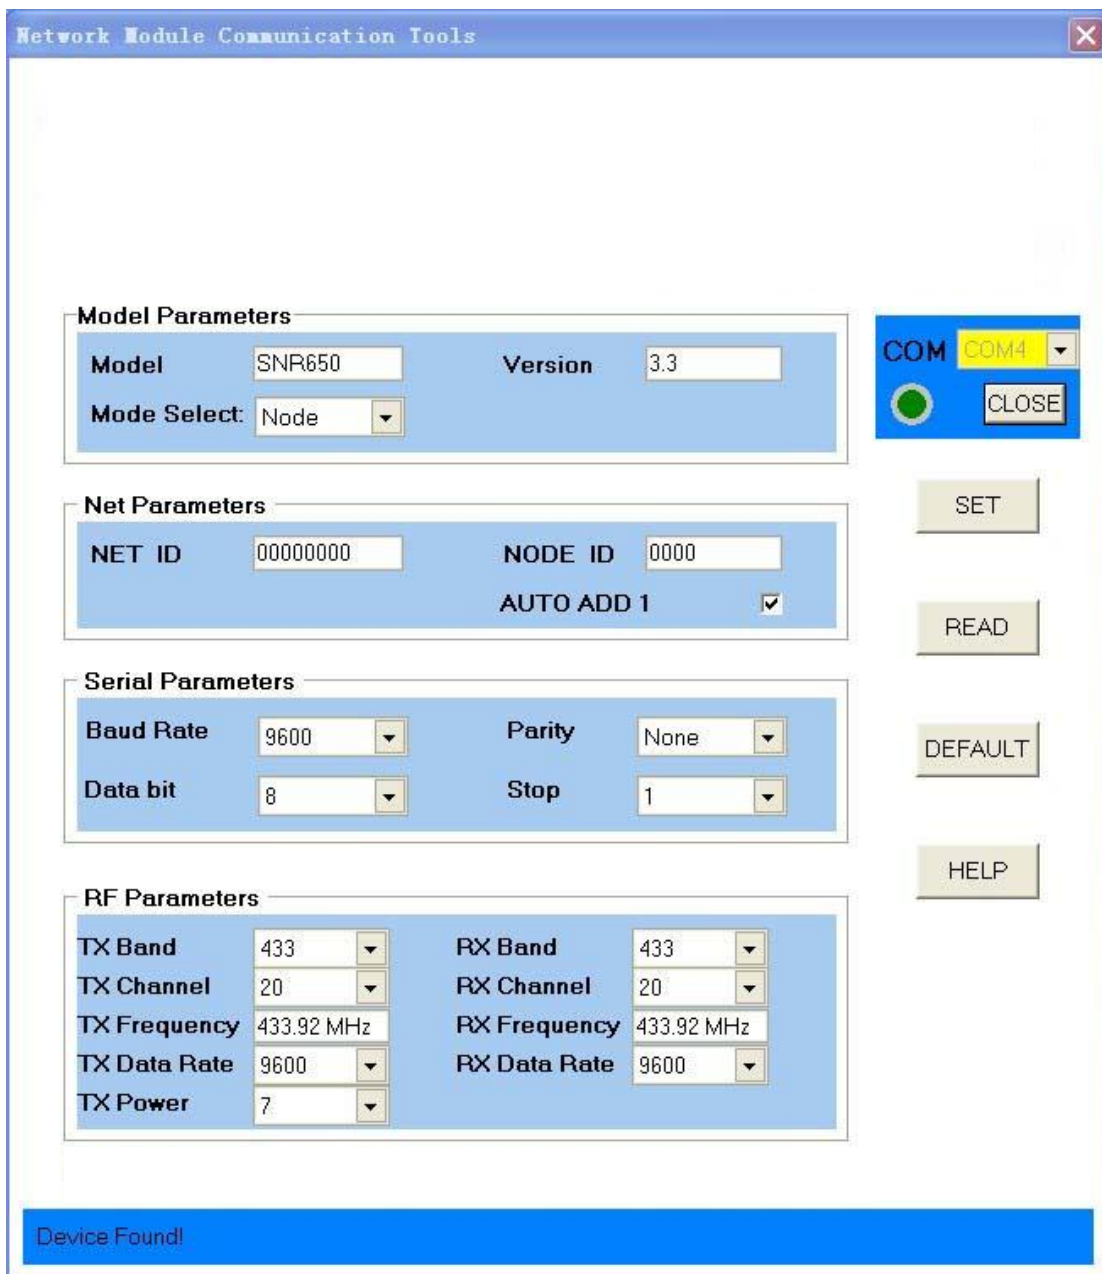 Network Module Communication Tools
Model Parameters
Model SNR650 Version 3.3
Mode Select: Node
COM COM4
CLOSE
Net Parameters
NET ID 00000000 NODE ID 0000
AUTO ADD 1
SET
READ
DEFAULT
HELP
Serial Parameters
Baud Rate 9600 Parity None
Data bit 8 Stop 1
RF Parameters
TX Band 433 RX Band 433
TX Channel 20 RX Channel 20
TX Frequency 433.92 MHz RX Frequency 433.92 MHz
TX Data Rate 9600 RX Data Rate 9600
TX Power 7
Device Found!